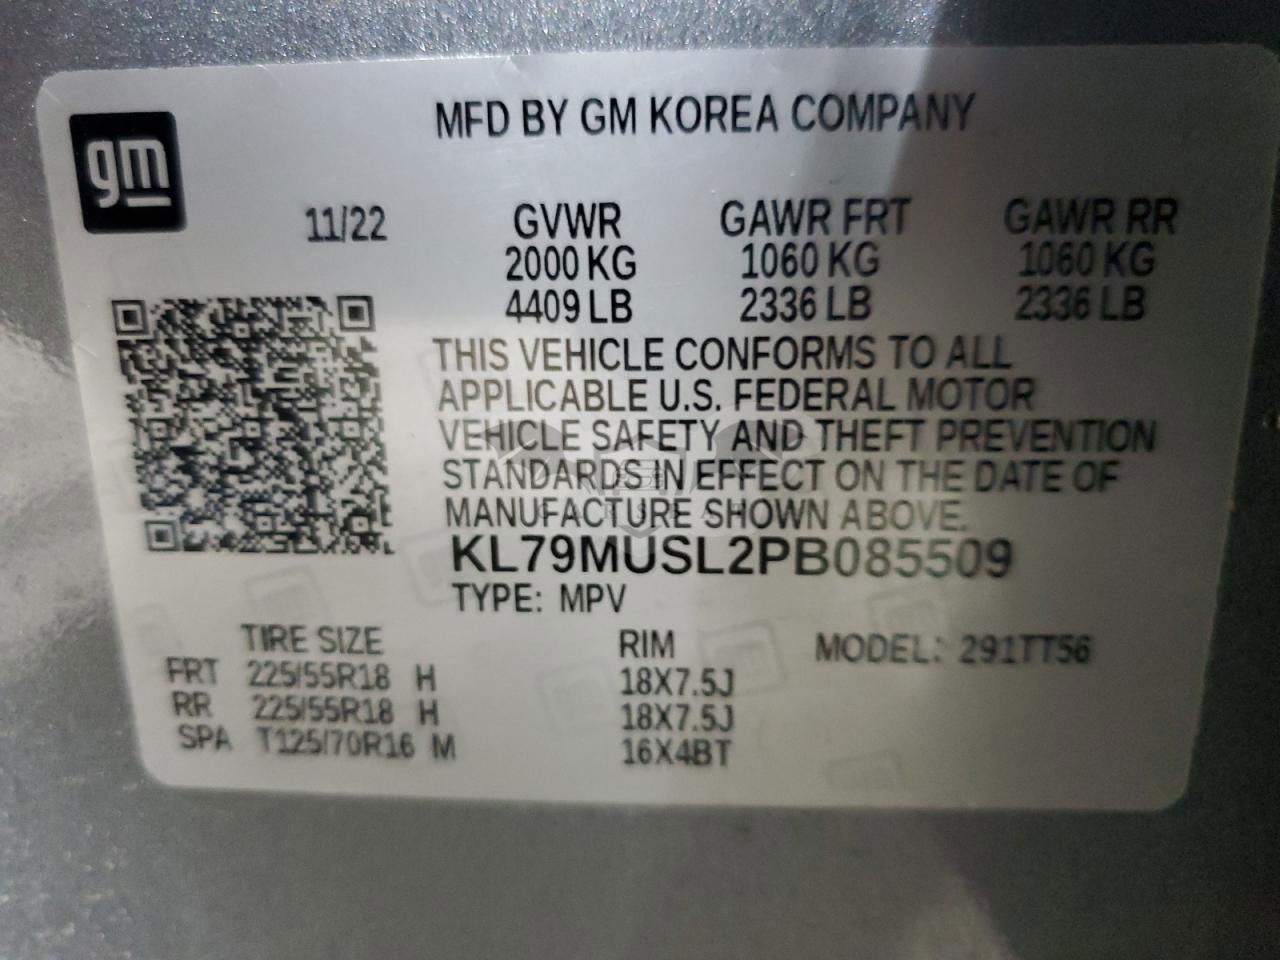 MFD BY GM KOREA COMPANY
gm
11/22 GVWR GAWR FRT GAWR RR
2000 KG 1060 KG 1060 KG
4409 LB 2336 LB 2336 LB
THIS VEHICLE CONFORMS TO ALL
APPLICABLE U.S. FEDERAL MOTOR
VEHICLE SAFETY AND THEFT PREVENTION
STANDARDS IN EFFECT ON THE DATE OF
MANUFACTURE SHOWN ABOVE.
KL79MUSL2PB085509
TYPE: MPV
TIRE SIZE RIM MODEL: 291TT56
FRT 225/55R18 H 18X7.5J
RR 225/55R18 H 18X7.5J
SPA T125/70R16 M 16X4BT